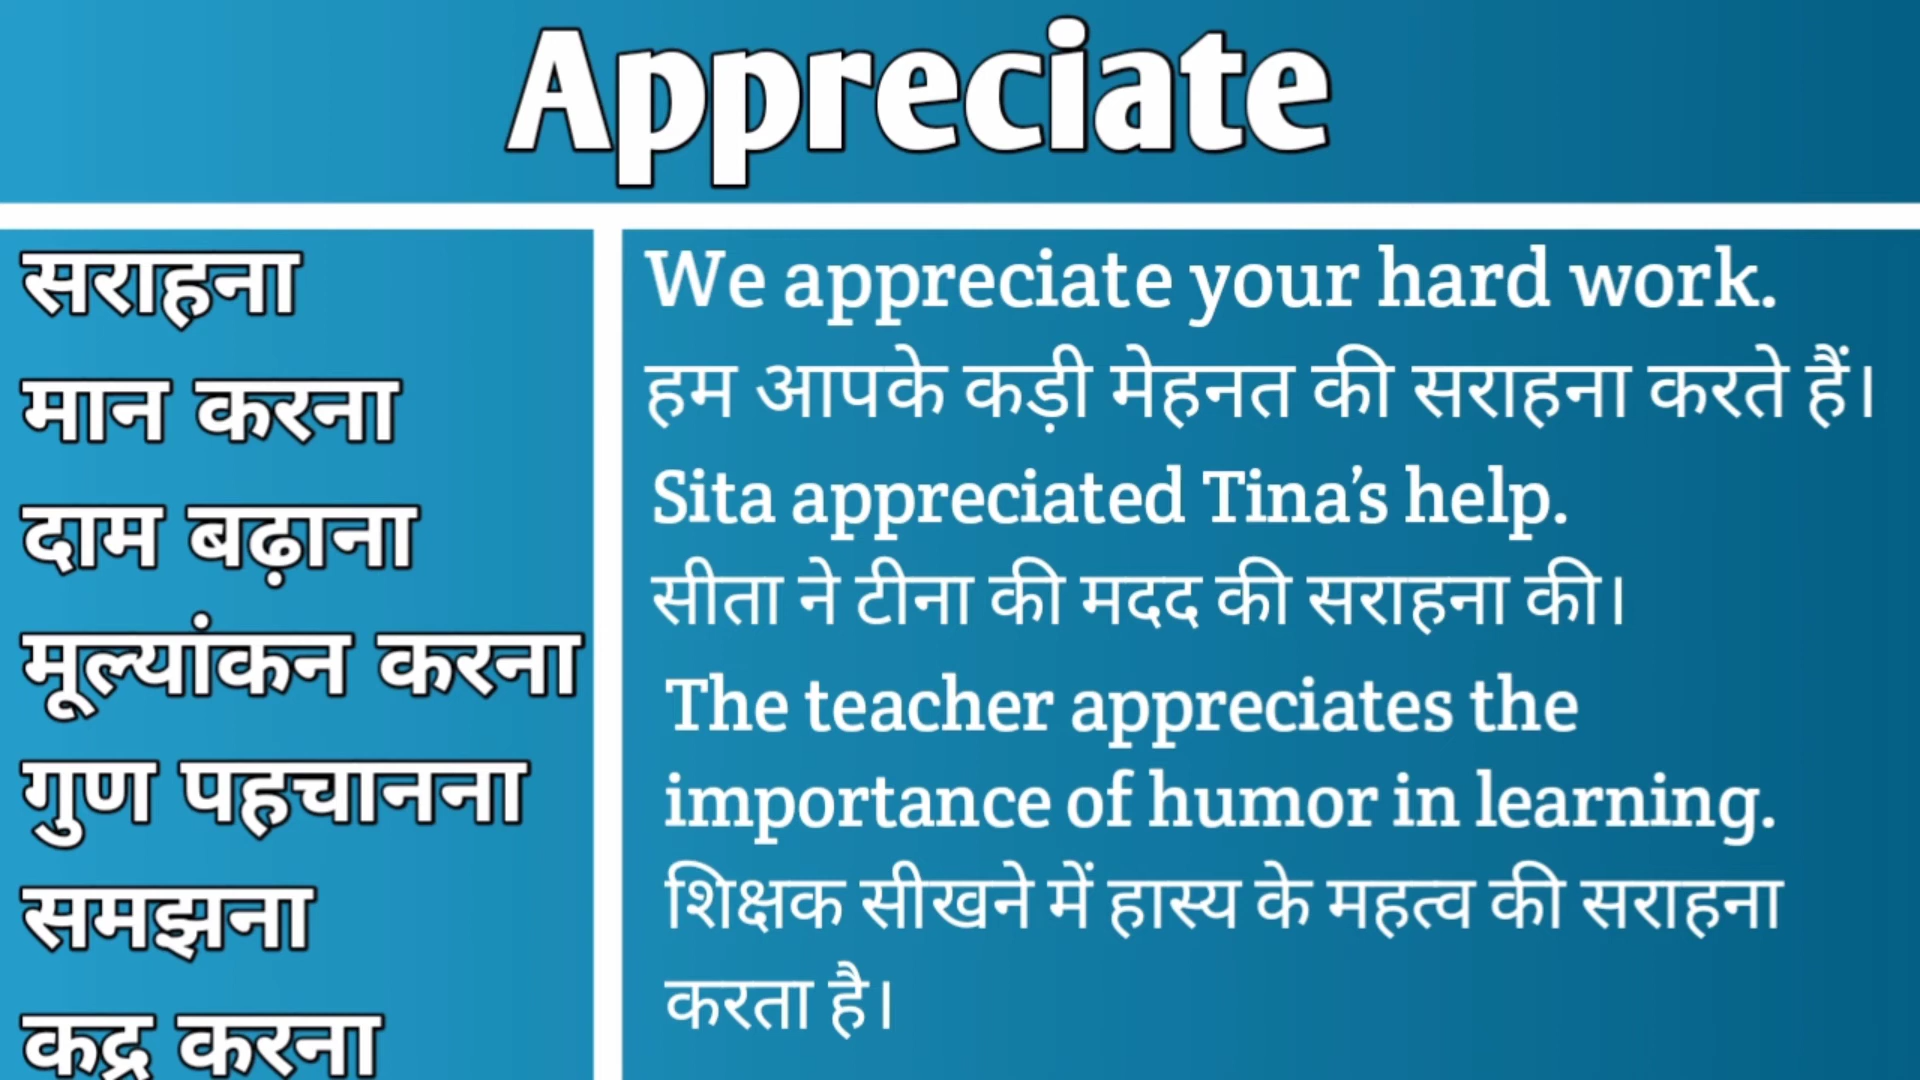 Appreciate
सराहना
मान करना
दाम बढ़ाना
मूल्यांकन करना
गुण पहचानना
समझना
कद्र करना
We appreciate your hard work.
हम आपके कड़ी मेहनत की सराहना करते हैं।
Sita appreciated Tina’s help.
सीता ने टीना की मदद की सराहना की।
The teacher appreciates the
importance of humor in learning.
शिक्षक सीखने में हास्य के महत्व की सराहना
करता है।